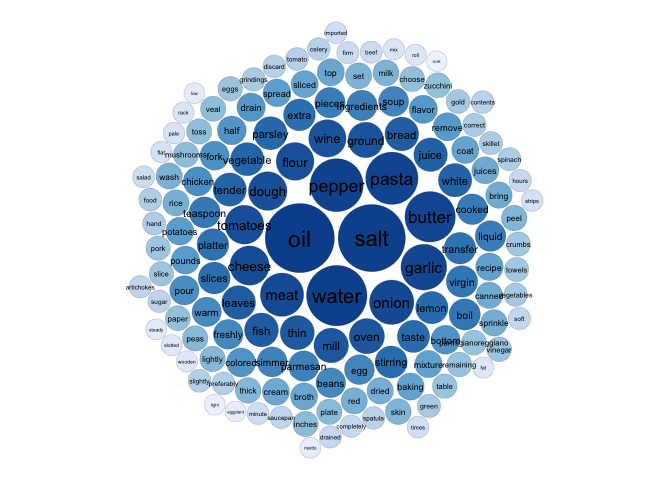 imported
celery firm beef mix roll
discard tomato
grindings sliced top set milk choose zucchini
low eggs spread
rack veal drain extra pieces ingredients soup flavor gold contents
pale toss half parsley wine ground bread remove correct
flat mushrooms fork vegetable flour juice coat skillet
salad wash chicken tender dough pepper pasta white juices spinach
food rice teaspoon butter cooked bring hours strips
hand potatoes tomatoes oil salt liquid peel
pork pounds platter cheese garlic transfer recipe crumbs
artichokes slice pour slices meat water onion virgin canned towels
sugar warm leaves lemon boil vegetables
steady paper freshly fish thin mill oven taste bottom sprinkle soft
slotted peas parmigianoreggiano vinegar
wooden lightly colored simmer parmesan egg stirring mixture remaining fat
slightly preferably thick cream beans dried baking table
light eggplant minute saucepan broth red skin green
inches plate completely spatula times
drained
risotto